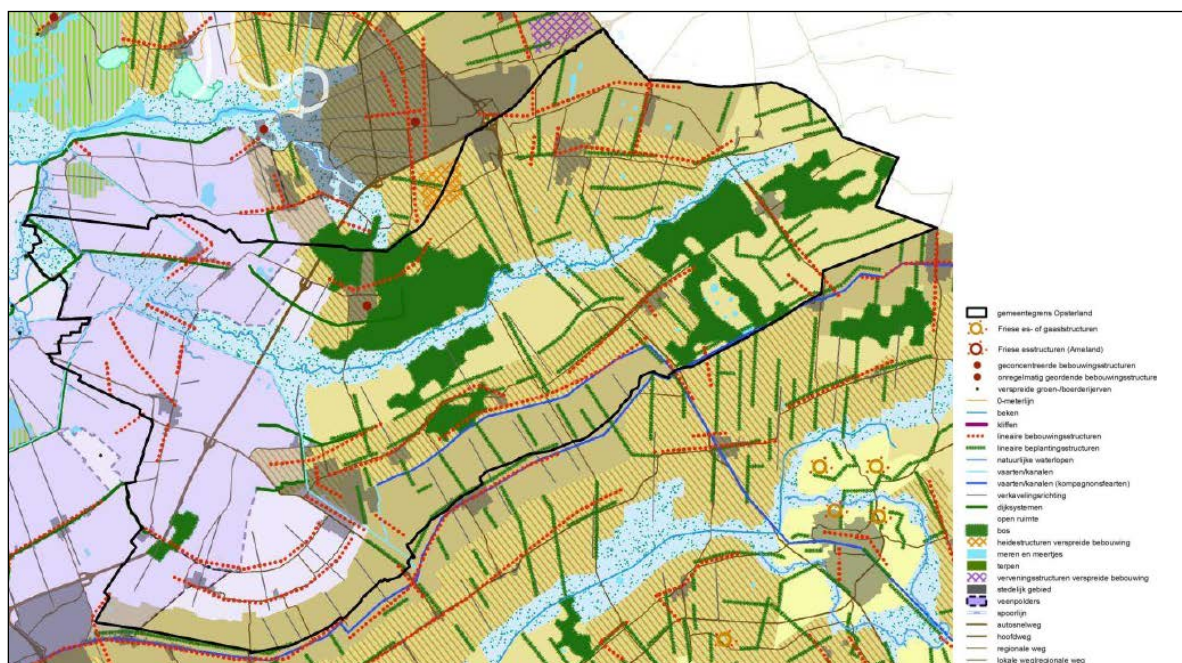 gemeentegrens Opsterland
Friese es- of gaaststructuren
Friese esstructuren (Ameland)
geconcentreerde bebouwingsstructuren
onregelmatig geordende bebouwingsstructure
verspreide groen-/boerderijerven
0-meterlijn
beken
kliffen
lineaire bebouwingsstructuren
lineaire beplantingsstructuren
natuurlijke waterlopen
vaarten/kanalen
vaarten/kanalen (kompagnonsfearten)
verkavelingsrichting
dijksystemen
open ruimte
bos
heidestructuren verspreide bebouwing
meren en meertjes
terpen
verveningsstructuren verspreide bebouwing
stedelijk gebied
veenpolders
spoorlijn
autosnelweg
hoofdweg
regionale weg
lokale weg|regionale weg